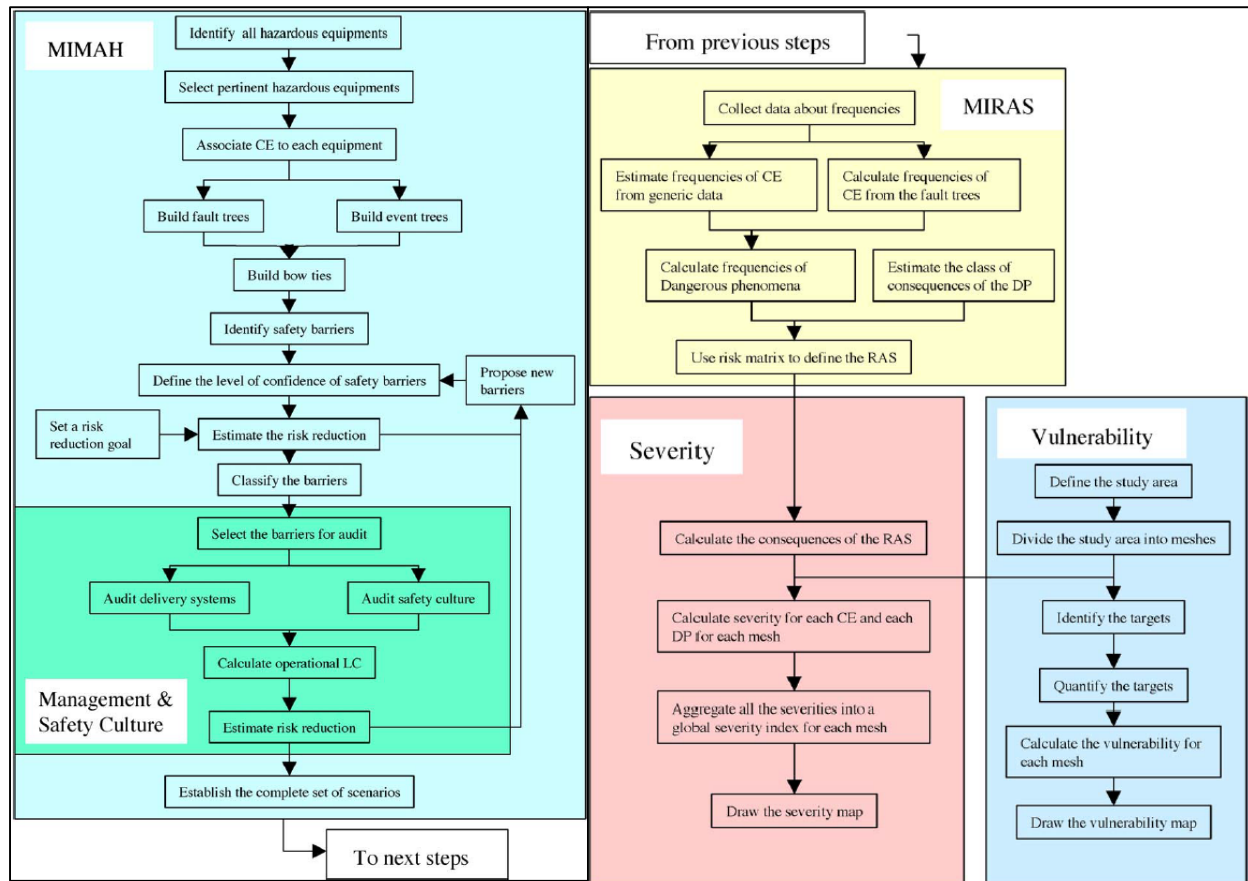 MIMAH
Identify all hazardous equipments
Select pertinent hazardous equipments
Associate CE to each equipment
Build fault trees
Build event trees
Build bow ties
Identify safety barriers
Define the level of confidence of safety barriers
Propose new
barriers
Set a risk
reduction goal
Estimate the risk reduction
Classify the barriers
Select the barriers for audit
Audit delivery systems
Audit safety culture
Calculate operational LC
Management &
Safety Culture
Estimate risk reduction
Establish the complete set of scenarios
To next steps
From previous steps
MIRAS
Collect data about frequencies
Estimate frequencies of CE
from generic data
Calculate frequencies of
CE from the fault trees
Calculate frequencies of
Dangerous phenomena
Estimate the class of
consequences of the DP
Use risk matrix to define the RAS
Severity
Calculate the consequences of the RAS
Calculate severity for each CE and each
DP for each mesh
Aggregate all the severities into a
global severity index for each mesh
Draw the severity map
Vulnerability
Define the study area
Divide the study area into meshes
Identify the targets
Quantify the targets
Calculate the vulnerability for
each mesh
Draw the vulnerability map